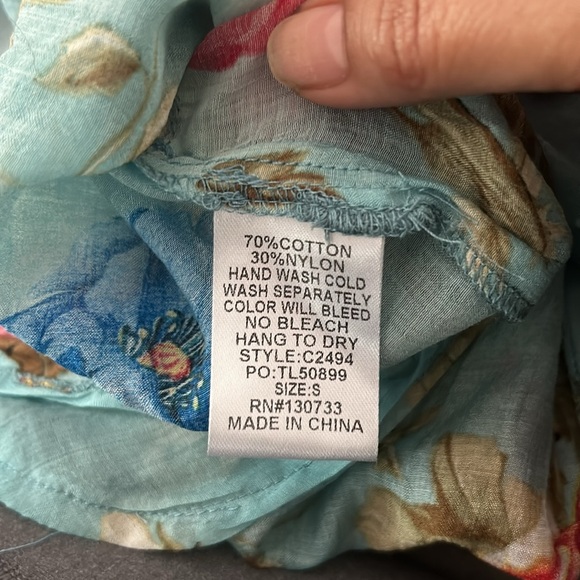 70%COTTON
30%NYLON
HAND WASH COLD
WASH SEPARATELY
COLOR WILL BLEED
NO BLEACH
HANG TO DRY
STYLE:C2494
PO:TL50899
SIZE:S
RN#130733
MADE IN CHINA